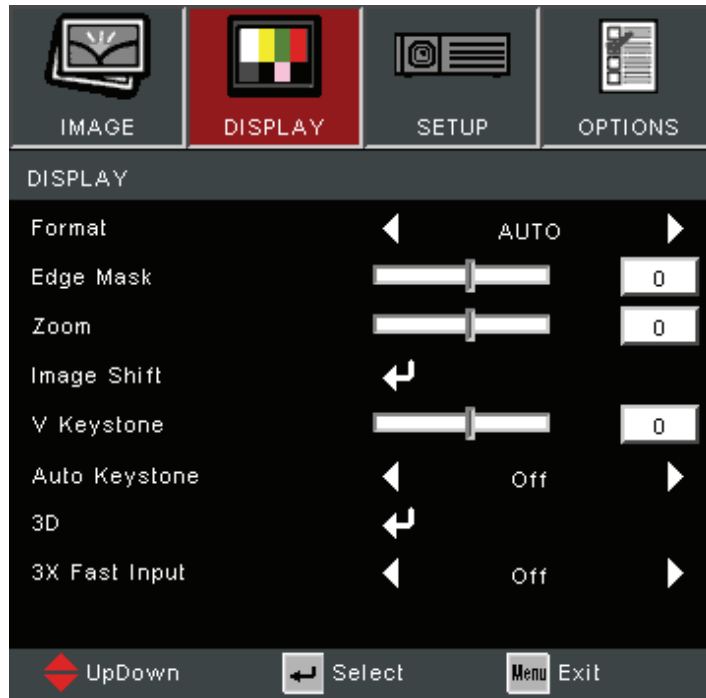 IMAGE DISPLAY SETUP OPTIONS
DISPLAY
Format AUTO
Edge Mask 0
Zoom 0
Image Shift
V Keystone 0
Auto Keystone Off
3D
3X Fast Input Off
UpDown Select Menu Exit